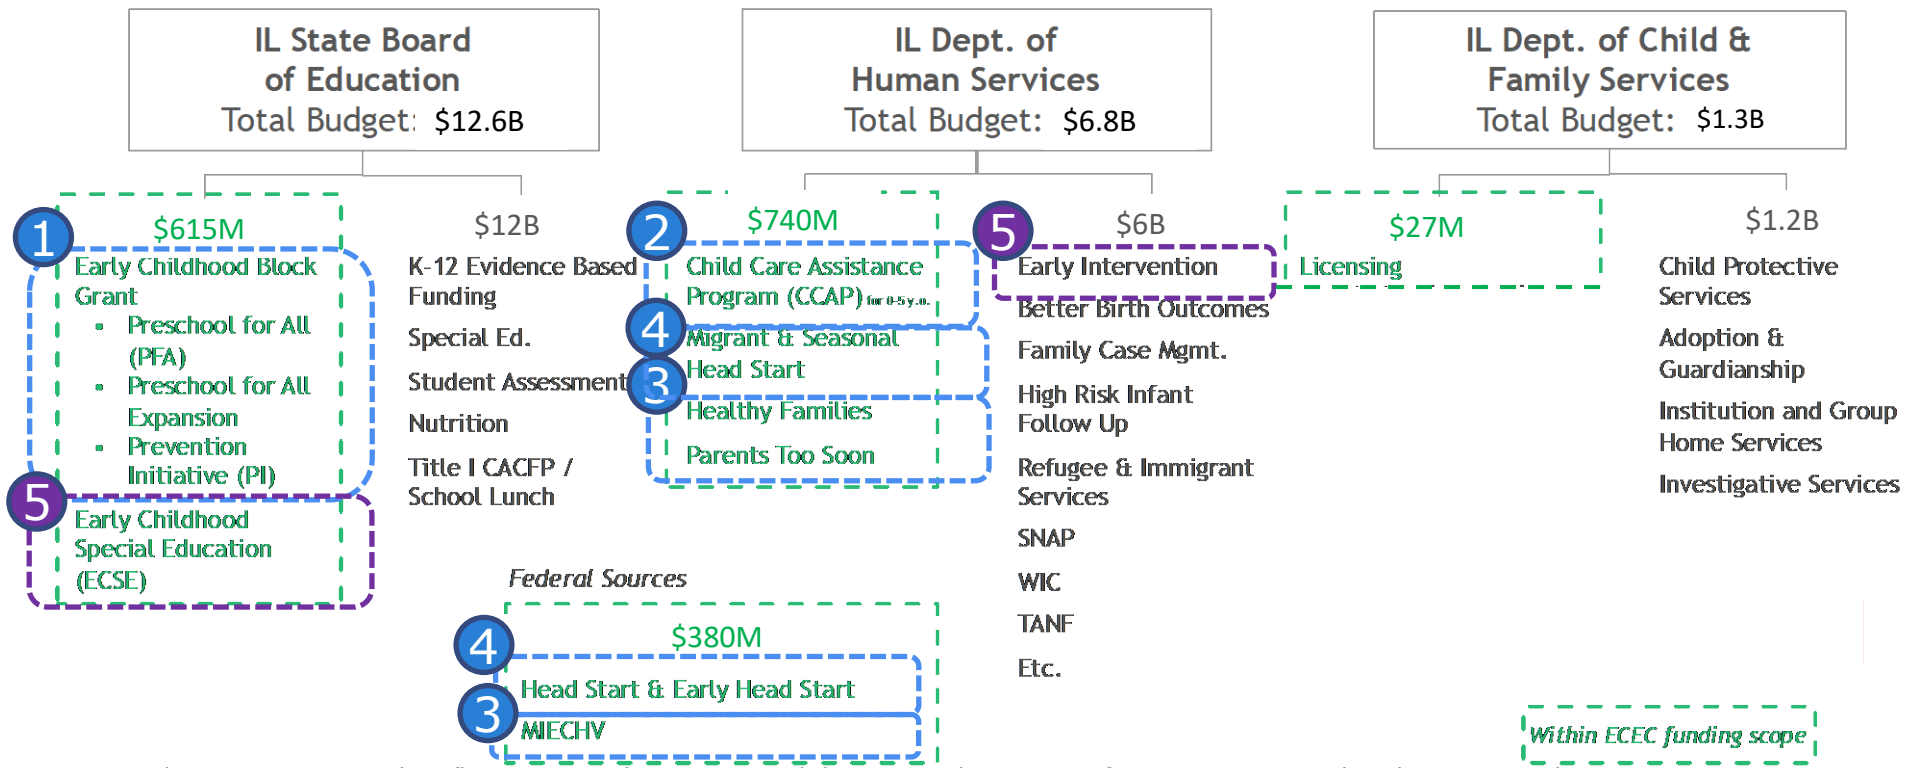 IL State Board
of Education
Total Budget: $12.6B
IL Dept. of
Human Services
Total Budget: $6.8B
IL Dept. of Child &
Family Services
Total Budget: $1.3B
1
$615M
Early Childhood Block
Grant
• Preschool for All
(PFA)
• Preschool for All
Expansion
• Prevention
Initiative (PI)
5
Early Childhood
Special Education
(ECSE)
$12B
K-12 Evidence Based
Funding
Special Ed.
Student Assessment
Nutrition
Title I CACFP /
School Lunch
2
$740M
Child Care Assistance
Program (CCAP) for 0-5 y.o.
4
Migrant & Seasonal
Head Start
3
Healthy Families
Parents Too Soon
5
$6B
Early Intervention
Better Birth Outcomes
Family Case Mgmt.
High Risk Infant
Follow Up
Refugee & Immigrant
Services
SNAP
WIC
TANF
Etc.
$27M
Licensing
$1.2B
Child Protective
Services
Adoption &
Guardianship
Institution and Group
Home Services
Investigative Services
Federal Sources
$380M
4
Head Start & Early Head Start
3
MIECHV
Within ECEC funding scope